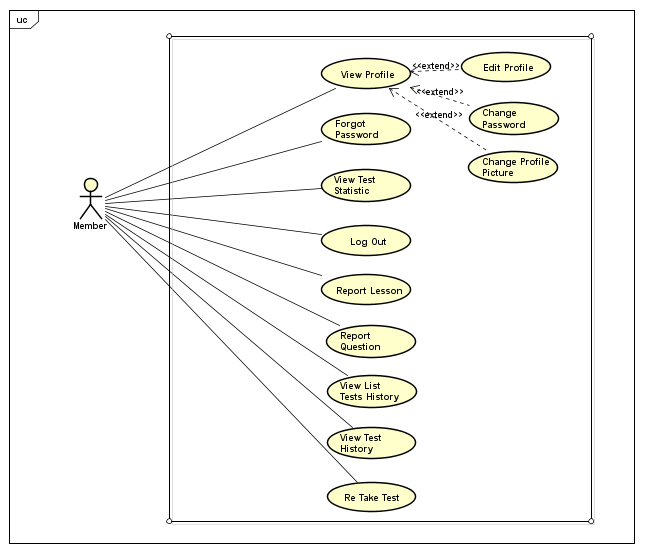 uc
View Profile
<<extend>>
Edit Profile
<<extend>>
Change
Password
<<extend>>
Forgot
Password
Change Profile
Picture
View Test
Statistic
Member
Log Out
Report Lesson
Report
Question
View List
Tests History
View Test
History
Re Take Test